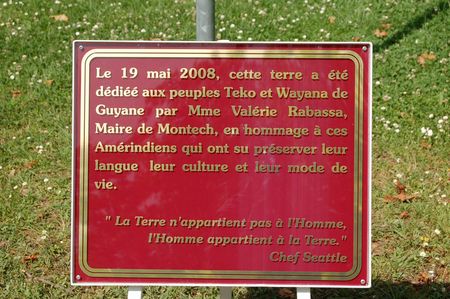 Le 19 mai 2008, cette terre a été
dédiéé aux peuples Teko et Wayana de
Guyane par Mme Valérie Rabassa,
Maire de Montech, en hommage à ces
Amérindiens qui ont su préserver leur
langue leur culture et leur mode de
vie.
" La Terre n'appartient pas à l'Homme,
l'Homme appartient à la Terre."
Chef Seattle